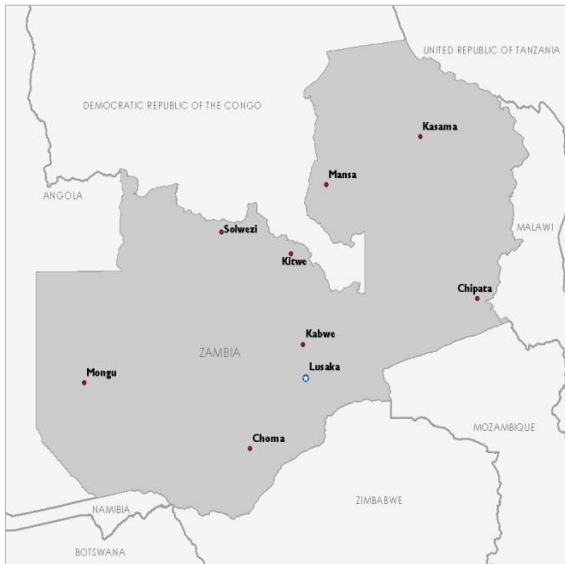 UNITED REPUBLIC OF TANZANIA
DEMOCRATIC REPUBLIC OF THE CONGO
Kasama
Mansa
ANGOLA
MALAWI
Solwezi
Kitwe
Chipata
Kabwe
ZAMBIA
Lusaka
Mongu
MOZAMBIQUE
Choma
ZIMBABWE
NAMIBIA
BOTSWANA